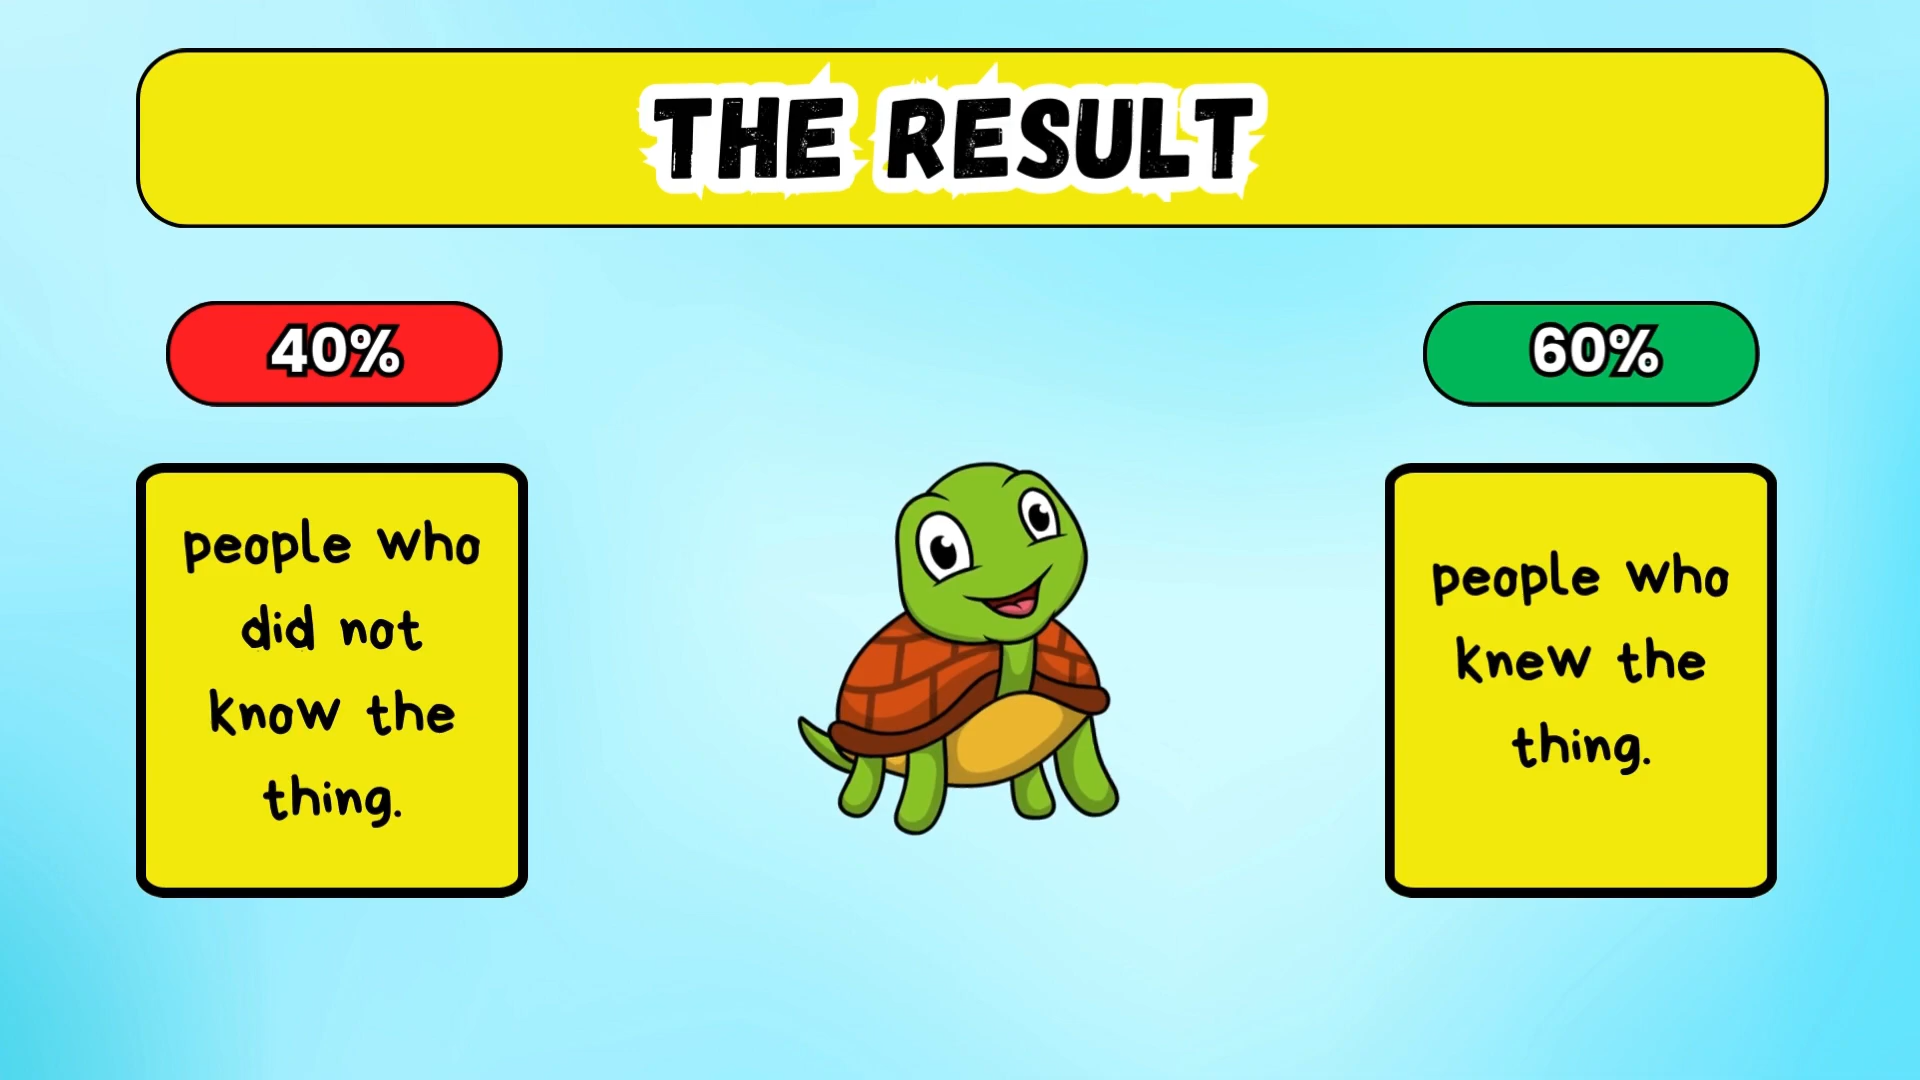 THE RESULT
40%
people who
did not
know the
thing.
60%
people who
knew the
thing.